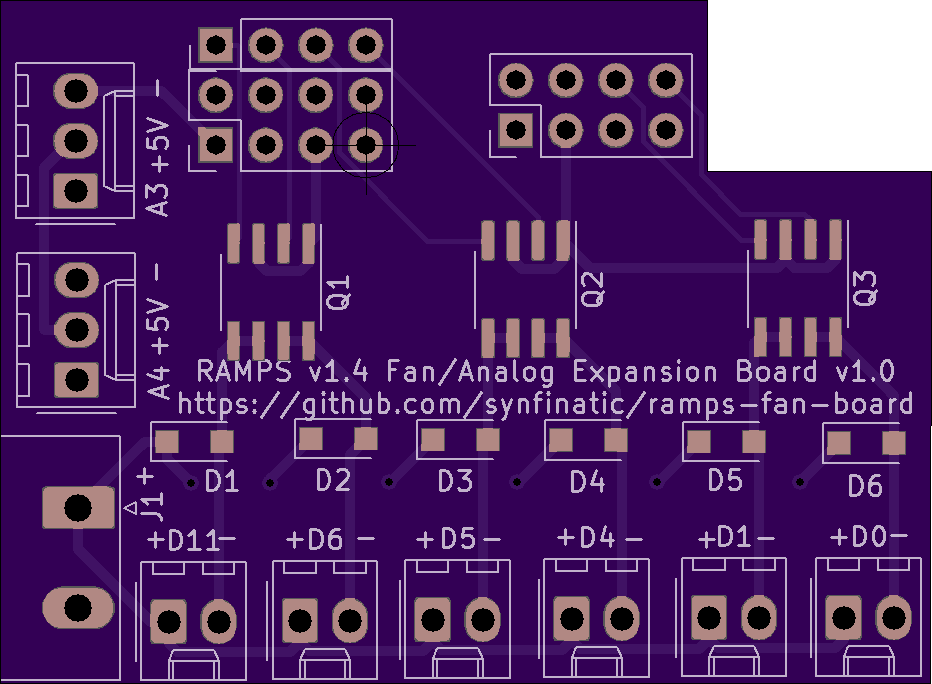 A3 +5V -
A4 +5V -
Q1
Q2
Q3
RAMPS v1.4 Fan/Analog Expansion Board v1.0
https://github.com/synfinatic/ramps-fan-board
D1
D2
D3
D4
D5
D6
J1 +
+D11-
+D6 -
+D5-
+D4 -
+D1-
+D0-